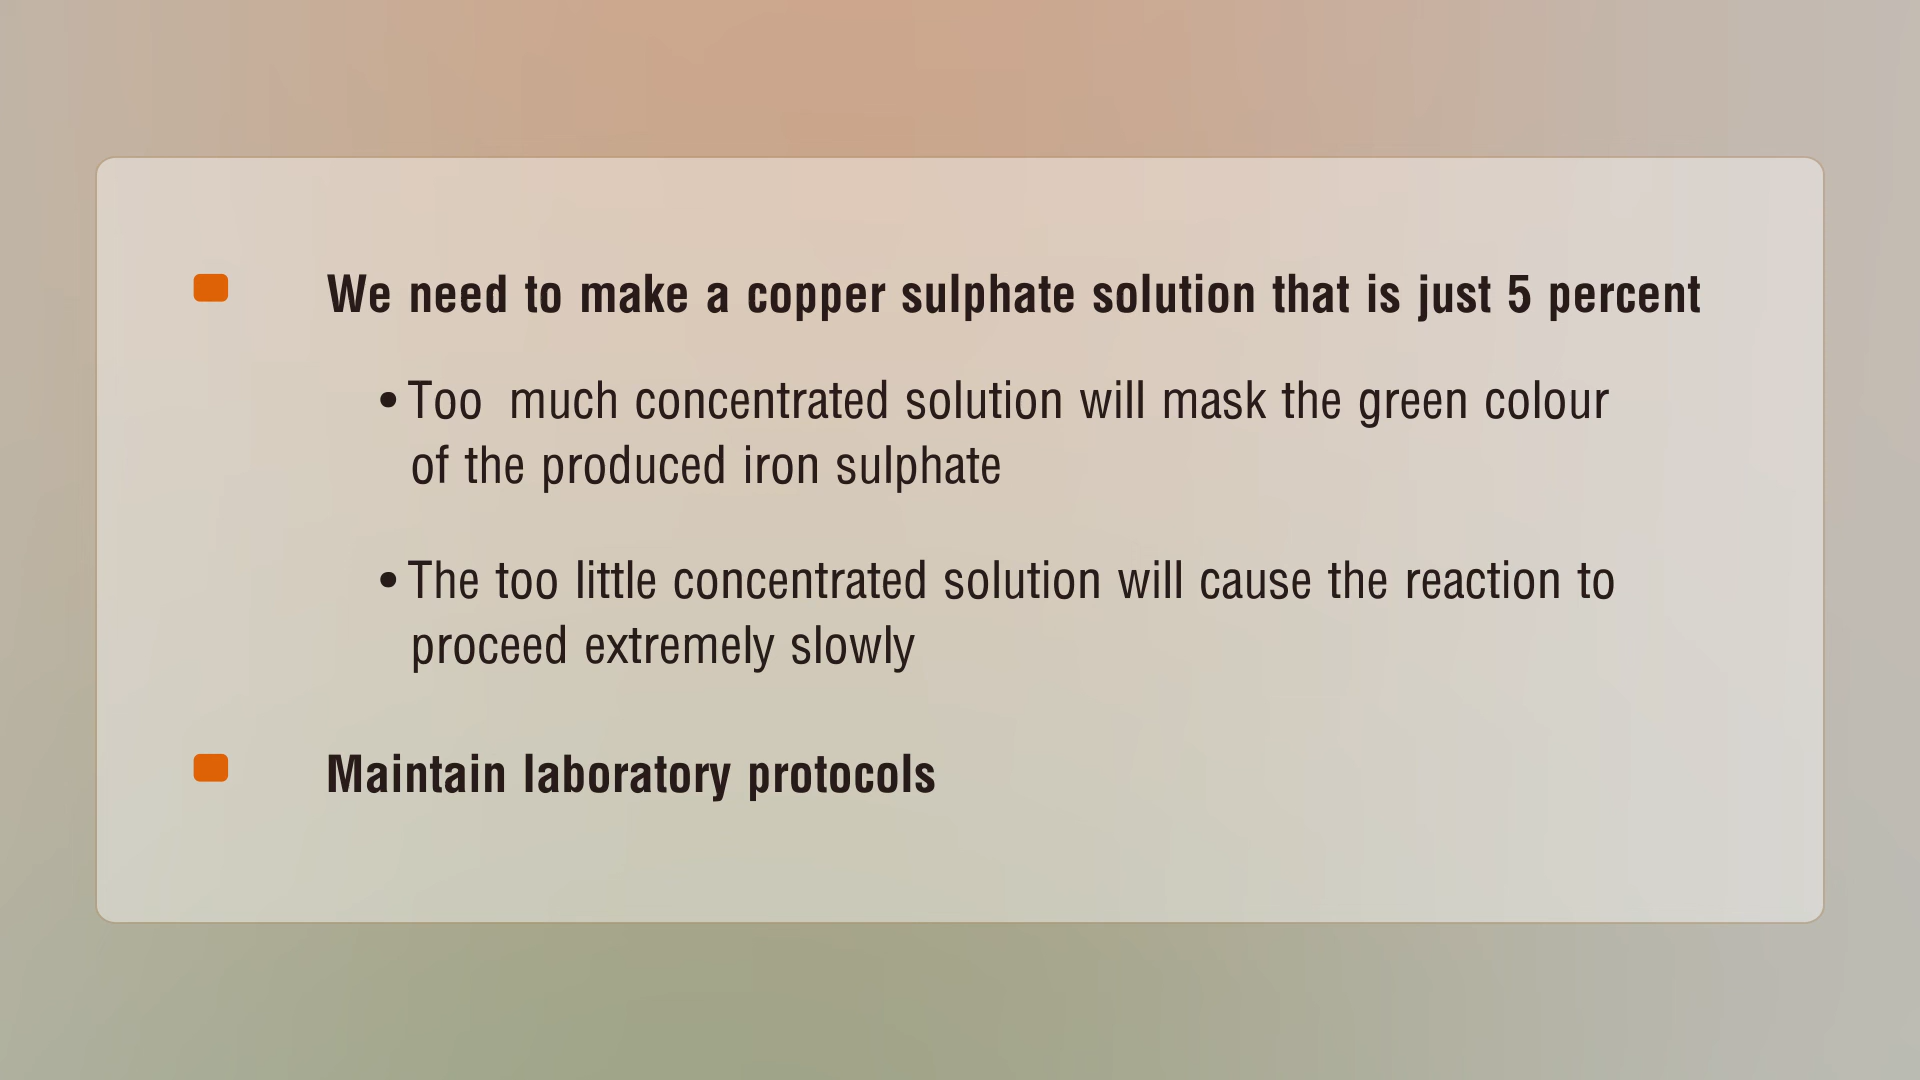 We need to make a copper sulphate solution that is just 5 percent
• Too much concentrated solution will mask the green colour
of the produced iron sulphate
• The too little concentrated solution will cause the reaction to
proceed extremely slowly
Maintain laboratory protocols